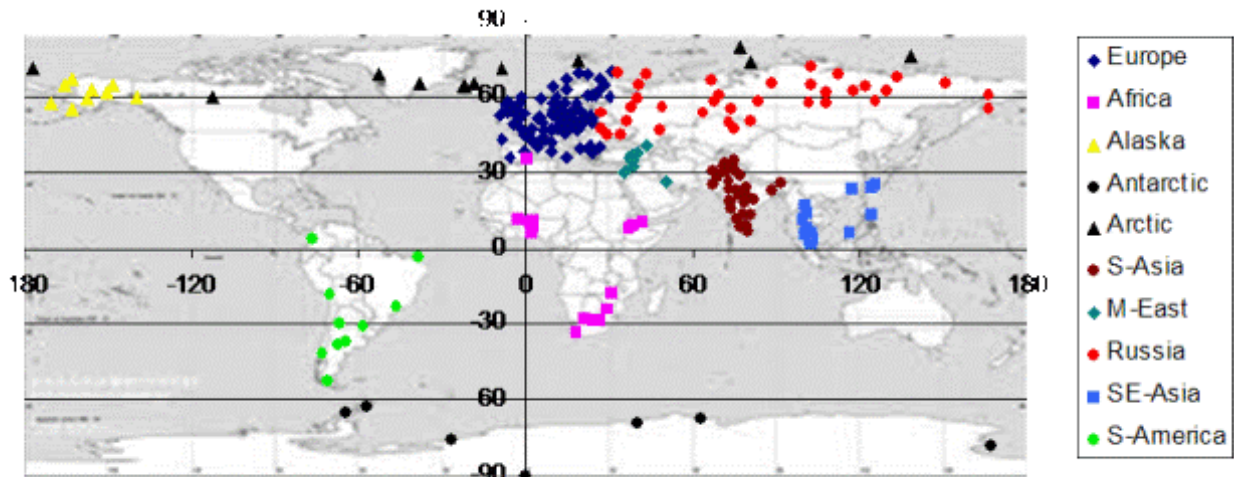 90
Europe
60
Africa
30
Alaska
Antarctic
0
Arctic
180 -120 -60 0 60 120 180
S-Asia
-30
M-East
Russia
-60
SE-Asia
-90
S-America